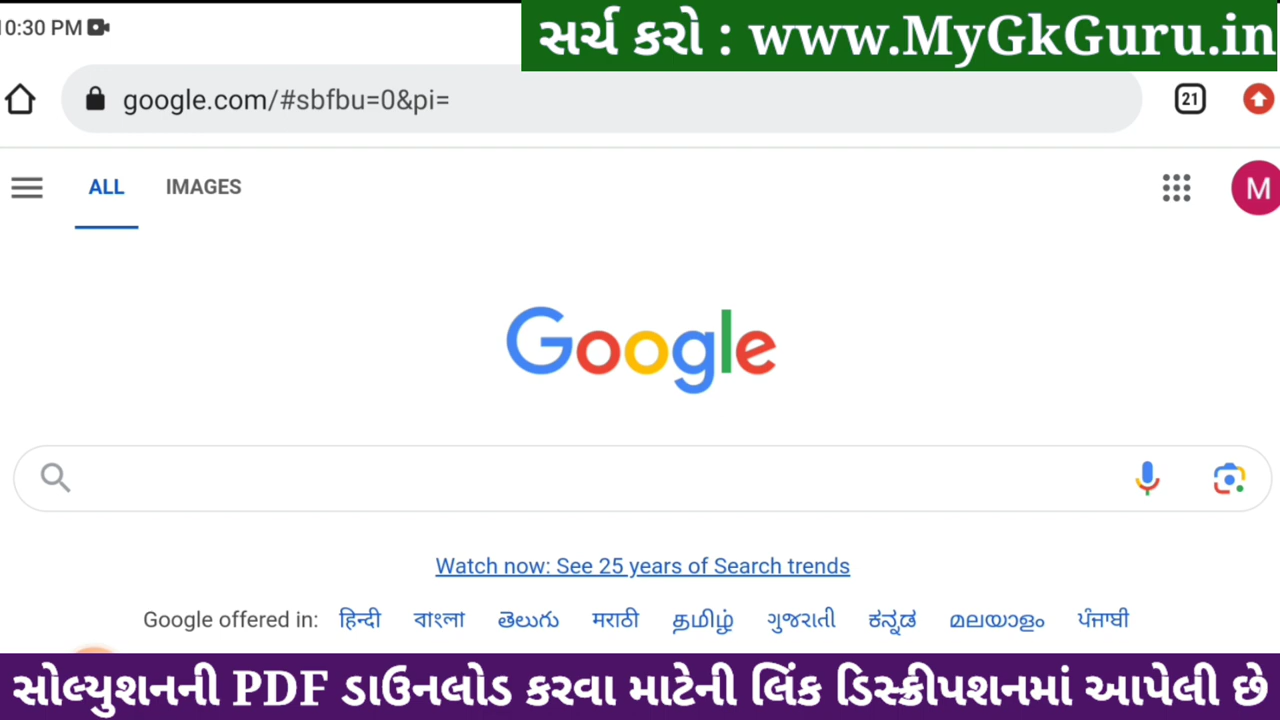 10:30 PM
સર્ચ કરો : www.MyGkGuru.in
google.com/#sbfbu=0&pi=
21
ALL IMAGES
M
Google
Watch now: See 25 years of Search trends
Google offered in: हिन्दी বাংলা తెలుగు मराठी தமிழ் ગુજરાતી ಕನ್ನಡ മലയാളം ਪੰਜਾਬੀ
સોલ્યુશનની PDF ડાઉનલોડ કરવા માટેની લિંક ડિસ્ક્રીપશનમાં આપેલી છે